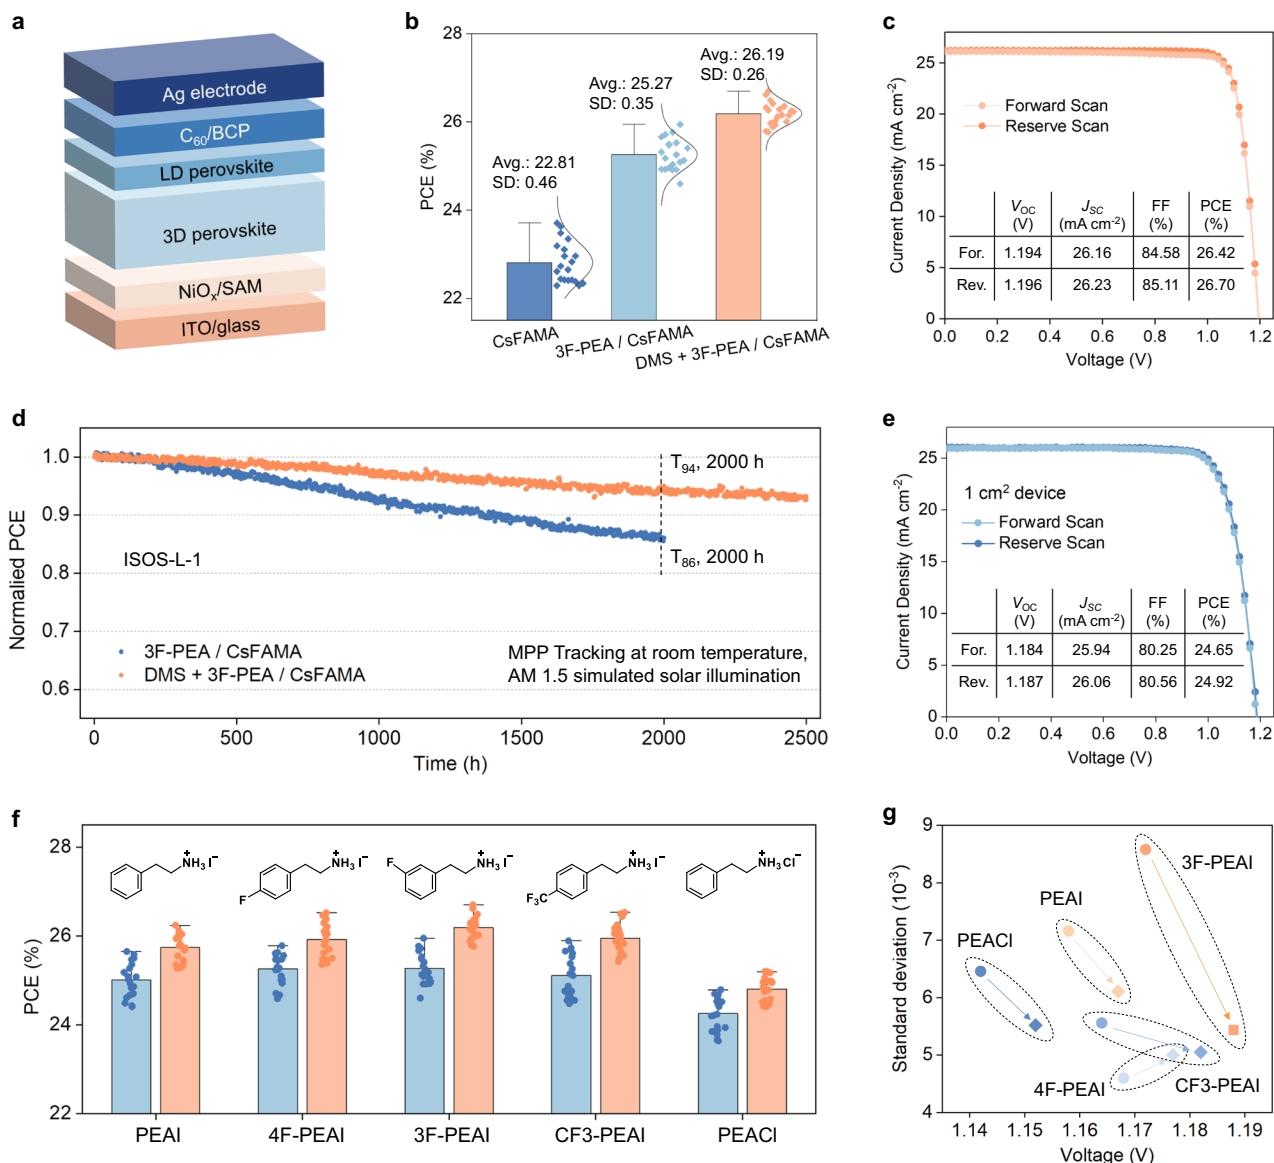 a
Ag electrode
C60/BCP
LD perovskite
3D perovskite
NiOx/SAM
ITO/glass
b
PCE (%)
28
26
24
22
Avg.: 22.81
SD: 0.46
Avg.: 25.27
SD: 0.35
Avg.: 26.19
SD: 0.26
CsFAMA
3F-PEA / CsFAMA
DMS + 3F-PEA / CsFAMA
c
Current Density (mA cm-2)
25
20
15
10
5
0
Forward Scan
Reserve Scan
VOC (V) JSC (mA cm-2) FF (%) PCE (%)
For. 1.194 26.16 84.58 26.42
Rev. 1.196 26.23 85.11 26.70
0.0 0.2 0.4 0.6 0.8 1.0 1.2
Voltage (V)
d
Normalied PCE
1.0
0.9
0.8
0.7
0.6
T94, 2000 h
T86, 2000 h
ISOS-L-1
3F-PEA / CsFAMA
DMS + 3F-PEA / CsFAMA
MPP Tracking at room temperature,
AM 1.5 simulated solar illumination
0 500 1000 1500 2000 2500
Time (h)
e
Current Density (mA cm-2)
25
20
15
10
5
0
1 cm2 device
Forward Scan
Reserve Scan
VOC (V) JSC (mA cm-2) FF (%) PCE (%)
For. 1.184 25.94 80.25 24.65
Rev. 1.187 26.06 80.56 24.92
0.0 0.2 0.4 0.6 0.8 1.0 1.2
Voltage (V)
f
PCE (%)
28
26
24
22
NH3 + I−
F NH3 + I−
F NH3 + I−
F3C NH3 + I−
NH3 + Cl−
PEAI 4F-PEAI 3F-PEAI CF3-PEAI PEACl
g
Standard deviation (10-3)
9
8
7
6
5
4
3F-PEAI
PEAI
PEACl
4F-PEAI
CF3-PEAI
1.14 1.15 1.16 1.17 1.18 1.19
Voltage (V)